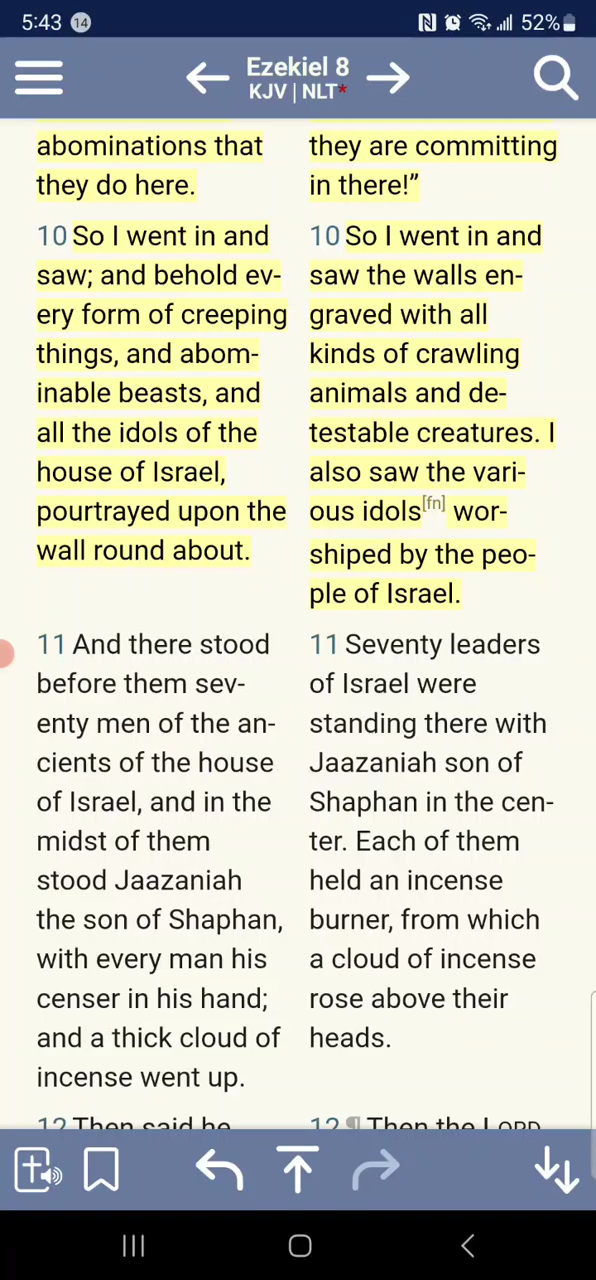 5:43 14 52%
Ezekiel 8
KJV | NLT*
abominations that
they do here.
10 So I went in and
saw; and behold ev-
ery form of creeping
things, and abom-
inable beasts, and
all the idols of the
house of Israel,
pourtrayed upon the
wall round about.
11 And there stood
before them sev-
enty men of the an-
cients of the house
of Israel, and in the
midst of them
stood Jaazaniah
the son of Shaphan,
with every man his
censer in his hand;
and a thick cloud of
incense went up.
12 Then said he
they are committing
in there!”
10 So I went in and
saw the walls en-
graved with all
kinds of crawling
animals and de-
testable creatures. I
also saw the vari-
ous idols[fn] wor-
shiped by the peo-
ple of Israel.
11 Seventy leaders
of Israel were
standing there with
Jaazaniah son of
Shaphan in the cen-
ter. Each of them
held an incense
burner, from which
a cloud of incense
rose above their
heads.
12 ¶ Then the LORD